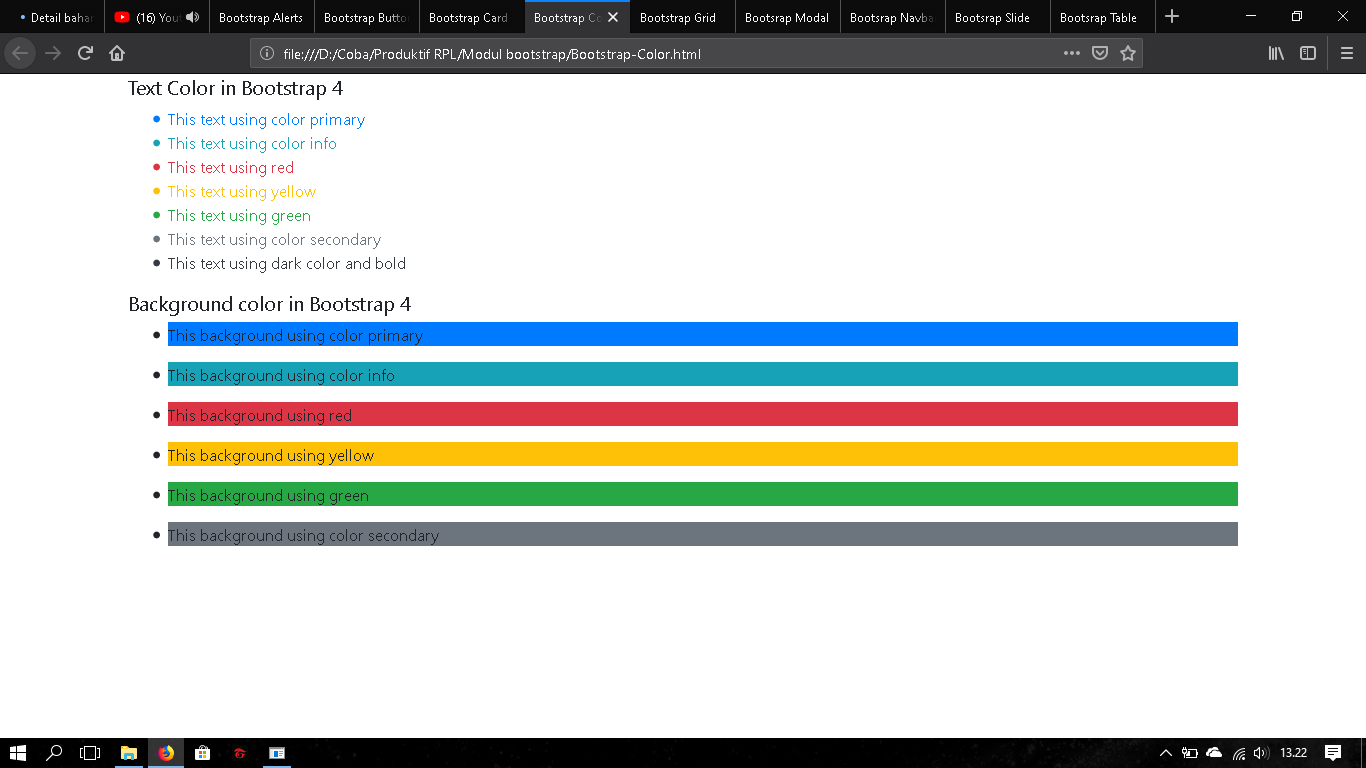 Detail bahar
(16) Yout
Bootstrap Alerts
Bootstrap Button
Bootstrap Card
Bootstrap Co
Bootsrap Grid
Bootsrap Modal
Bootsrap Navba
Bootsrap Slide
Bootsrap Table
file:///D:/Coba/Produktif RPL/Modul bootstrap/Bootstrap-Color.html
Text Color in Bootstrap 4
This text using color primary
This text using color info
This text using red
This text using yellow
This text using green
This text using color secondary
This text using dark color and bold
Background color in Bootstrap 4
This background using color primary
This background using color info
This background using red
This background using yellow
This background using green
This background using color secondary
13.22